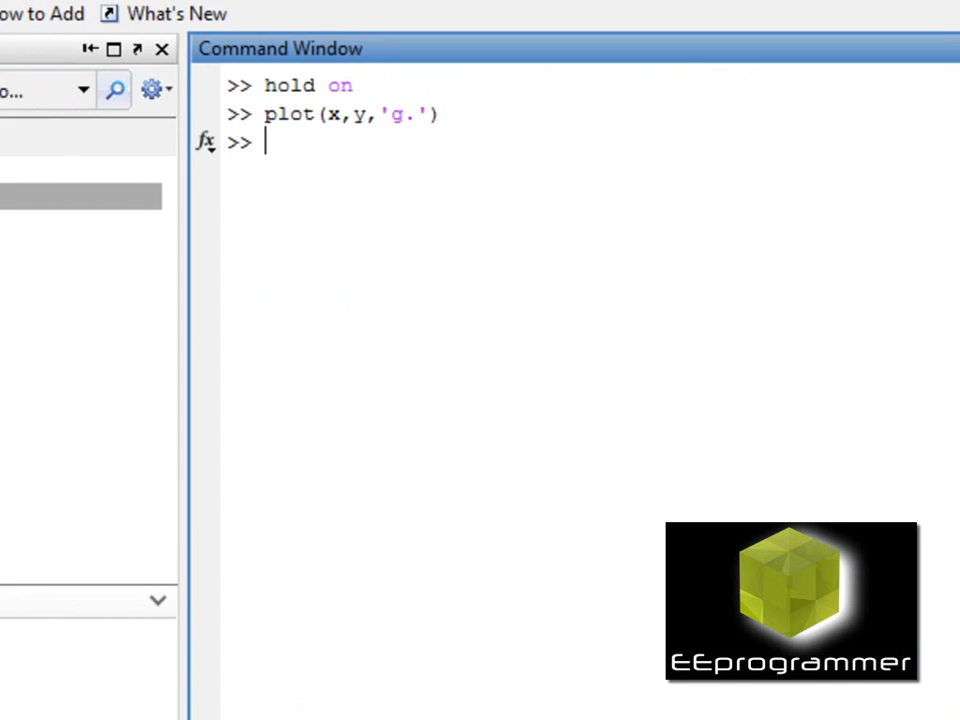 ow to Add What's New
Command Window
o...
>> hold on
>> plot(x,y,'g.')
fx >>
EEprogrammer